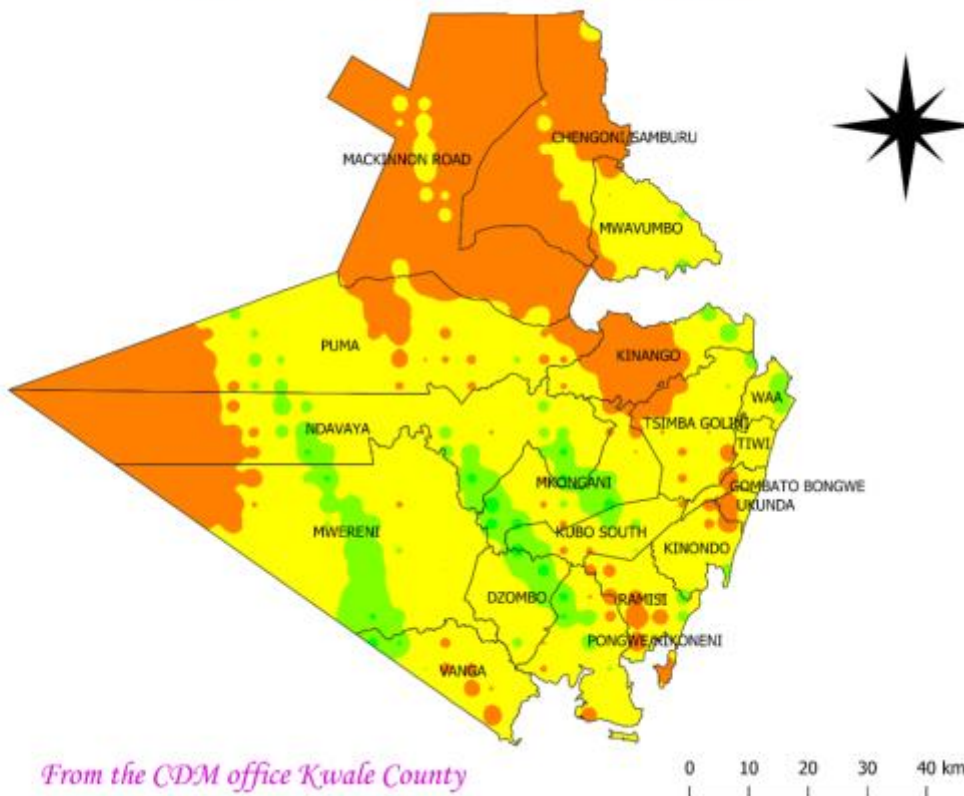 CHENGONI/SAMBURU
MACKINNON ROAD
MWAVUMBO
PUMA
KINANGO
WAA
TSIMBA GOLINI
NDAVAYA
TIWI
MKONGANI
GOMBATO BONGWE
UKUNDA
MWERENI
KUBO SOUTH
KINONDO
DZOMBO
RAMISI
PONGWE/KIKONENI
VANGA
From the CDM office Kwale County
0 10 20 30 40 km